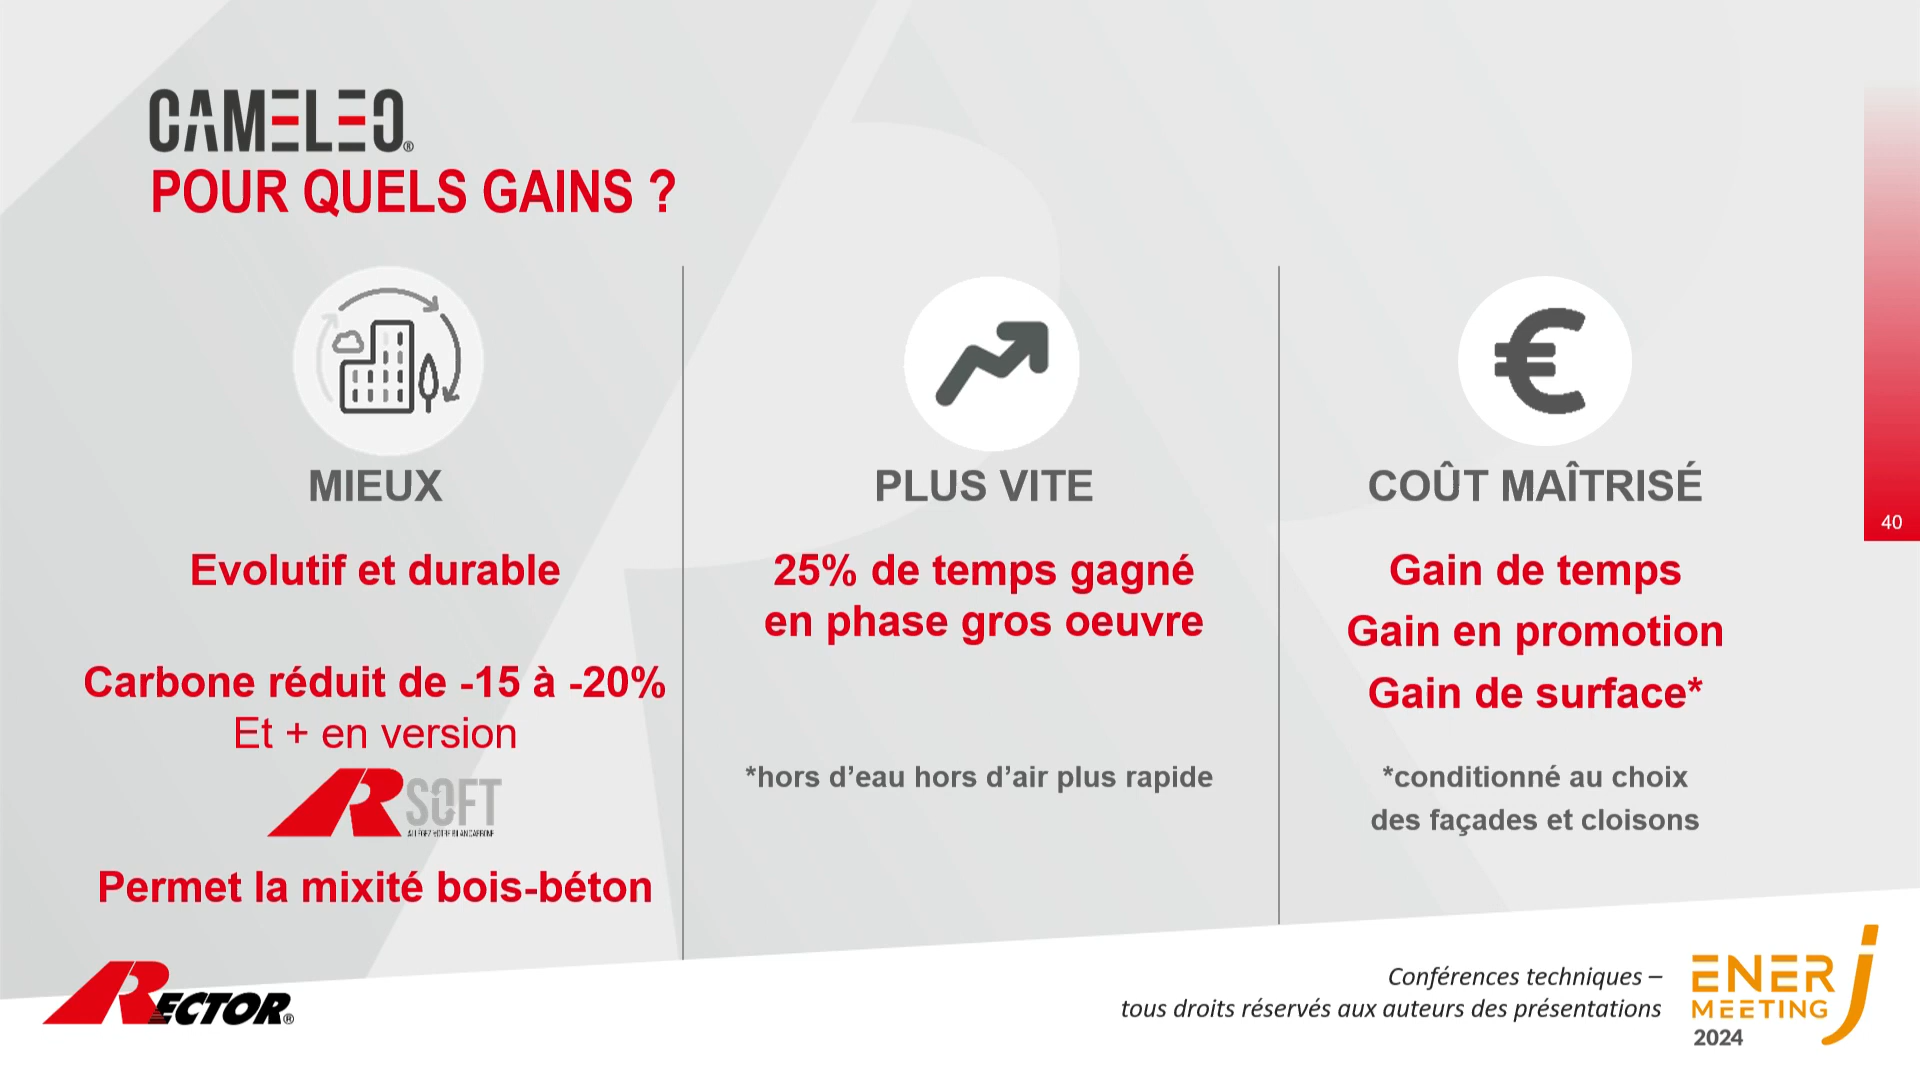 CAMELEO®
POUR QUELS GAINS ?
MIEUX
Evolutif et durable
Carbone réduit de -15 à -20%
Et + en version
R SOFT
Permet la mixité bois-béton
PLUS VITE
25% de temps gagné
en phase gros oeuvre
*hors d’eau hors d’air plus rapide
COÛT MAÎTRISÉ
Gain de temps
Gain en promotion
Gain de surface*
*conditionné au choix
des façades et cloisons
40
RECTOR®
Conférences techniques –
tous droits réservés aux auteurs des présentations
ENERJ
MEETING
2024